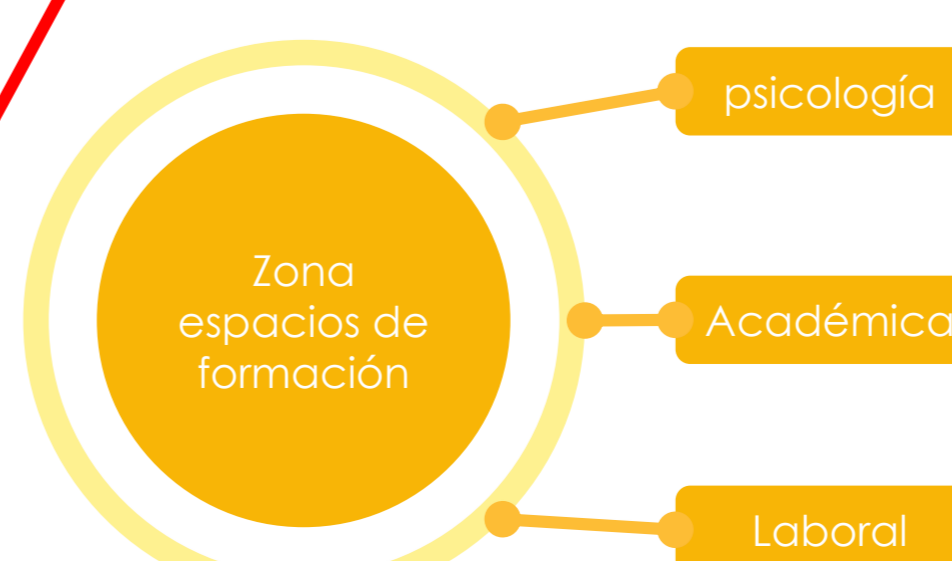 Zona
espacios de
formación
psicología
Académica
Laboral